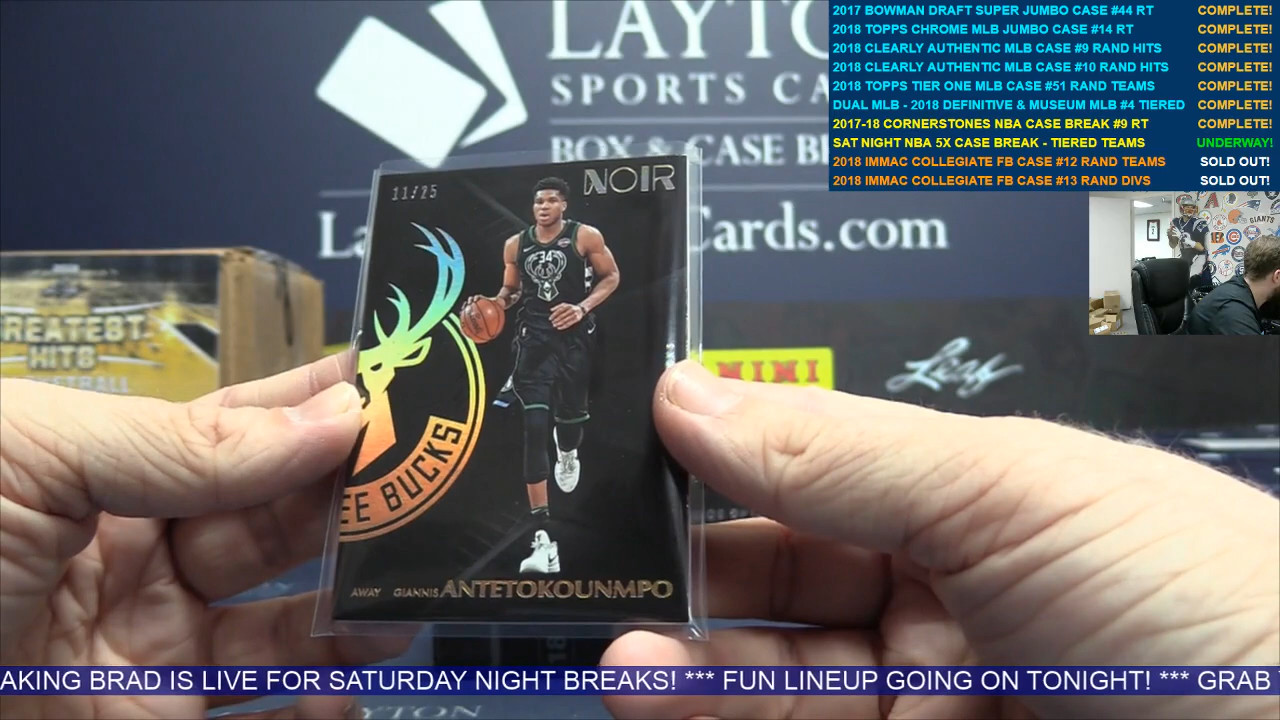 LAYTO
SPORTS CA
BOX & CASE B
La
Cards.com
2017 BOWMAN DRAFT SUPER JUMBO CASE #44 RT COMPLETE!
2018 TOPPS CHROME MLB JUMBO CASE #14 RT COMPLETE!
2018 CLEARLY AUTHENTIC MLB CASE #9 RAND HITS COMPLETE!
2018 CLEARLY AUTHENTIC MLB CASE #10 RAND HITS COMPLETE!
2018 TOPPS TIER ONE MLB CASE #51 RAND TEAMS COMPLETE!
DUAL MLB - 2018 DEFINITIVE & MUSEUM MLB #4 TIERED COMPLETE!
2017-18 CORNERSTONES NBA CASE BREAK #9 RT COMPLETE!
SAT NIGHT NBA 5X CASE BREAK - TIERED TEAMS UNDERWAY!
2018 IMMAC COLLEGIATE FB CASE #12 RAND TEAMS SOLD OUT!
2018 IMMAC COLLEGIATE FB CASE #13 RAND DIVS SOLD OUT!
GIANTS
11/25
NOIR
34
EE BUCKS
AWAY GIANNIS ANTETOKOUNMPO
REATEST
HITS
OTBALL
PANINI
Leaf
AKING BRAD IS LIVE FOR SATURDAY NIGHT BREAKS! *** FUN LINEUP GOING ON TONIGHT! *** GRAB
YTON